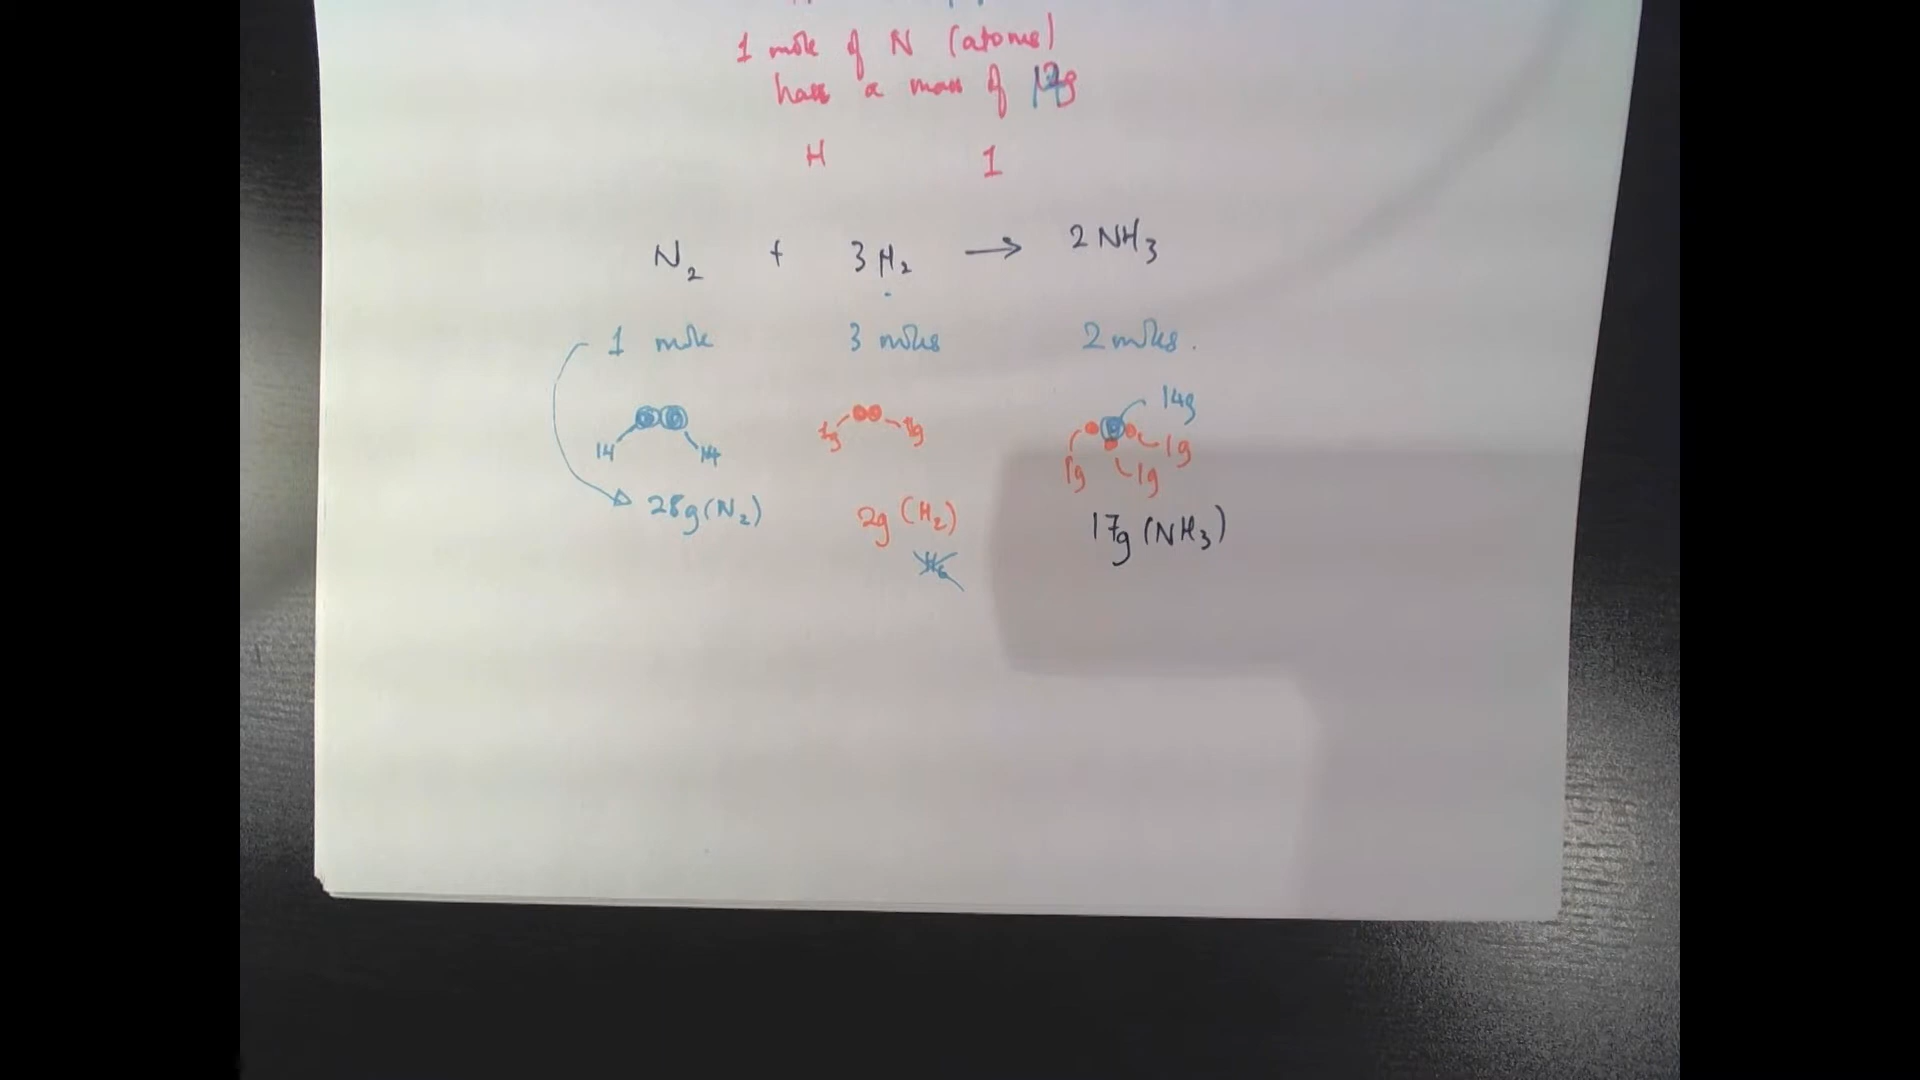 1 mole of N (atoms)
has a mass of
H 1
N₂ + 3H₂ → 2NH₃
1 mole 3 moles 2 moles.
14g
14 14 1g 1g 1g 1g 1g
28g (N₂) 2g (H₂) 17g (NH₃)